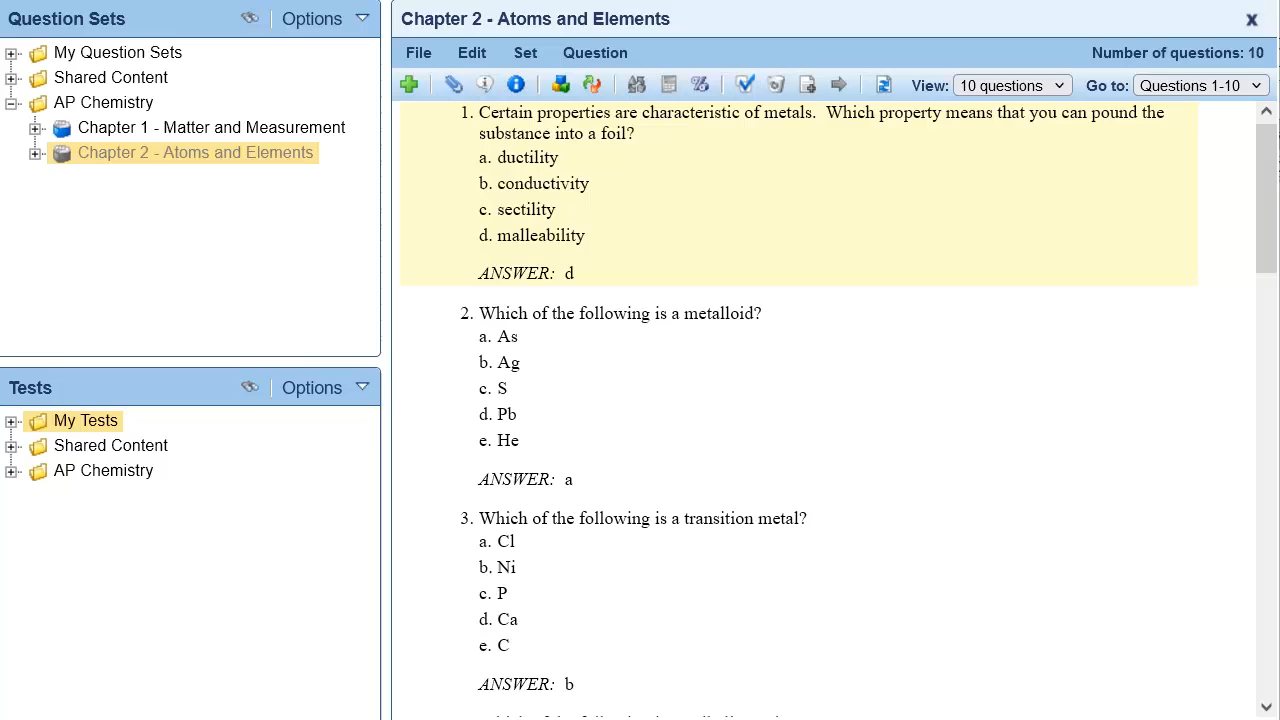 Question Sets
Options
My Question Sets
Shared Content
AP Chemistry
Chapter 1 - Matter and Measurement
Chapter 2 - Atoms and Elements
Tests
Options
My Tests
Shared Content
AP Chemistry
Chapter 2 - Atoms and Elements
x
File Edit Set Question Number of questions: 10
View: 10 questions Go to: Questions 1-10
1. Certain properties are characteristic of metals. Which property means that you can pound the
substance into a foil?
a. ductility
b. conductivity
c. sectility
d. malleability
ANSWER: d
2. Which of the following is a metalloid?
a. As
b. Ag
c. S
d. Pb
e. He
ANSWER: a
3. Which of the following is a transition metal?
a. Cl
b. Ni
c. P
d. Ca
e. C
ANSWER: b